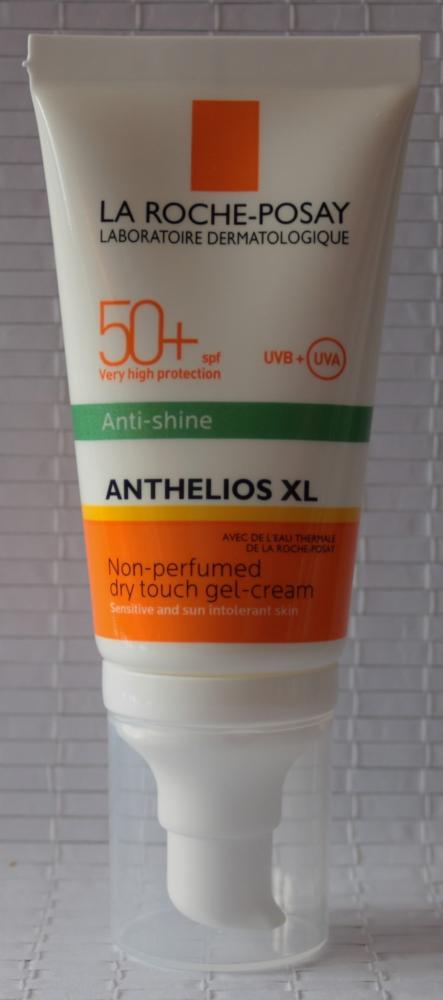 LA ROCHE-POSAY
LABORATOIRE DERMATOLOGIQUE
50+ spf
Very high protection
UVB + UVA
Anti-shine
ANTHELIOS XL
AVEC DE L'EAU THERMALE
DE LA ROCHE-POSAY
Non-perfumed
dry touch gel-cream
Sensitive and sun intolerant skin